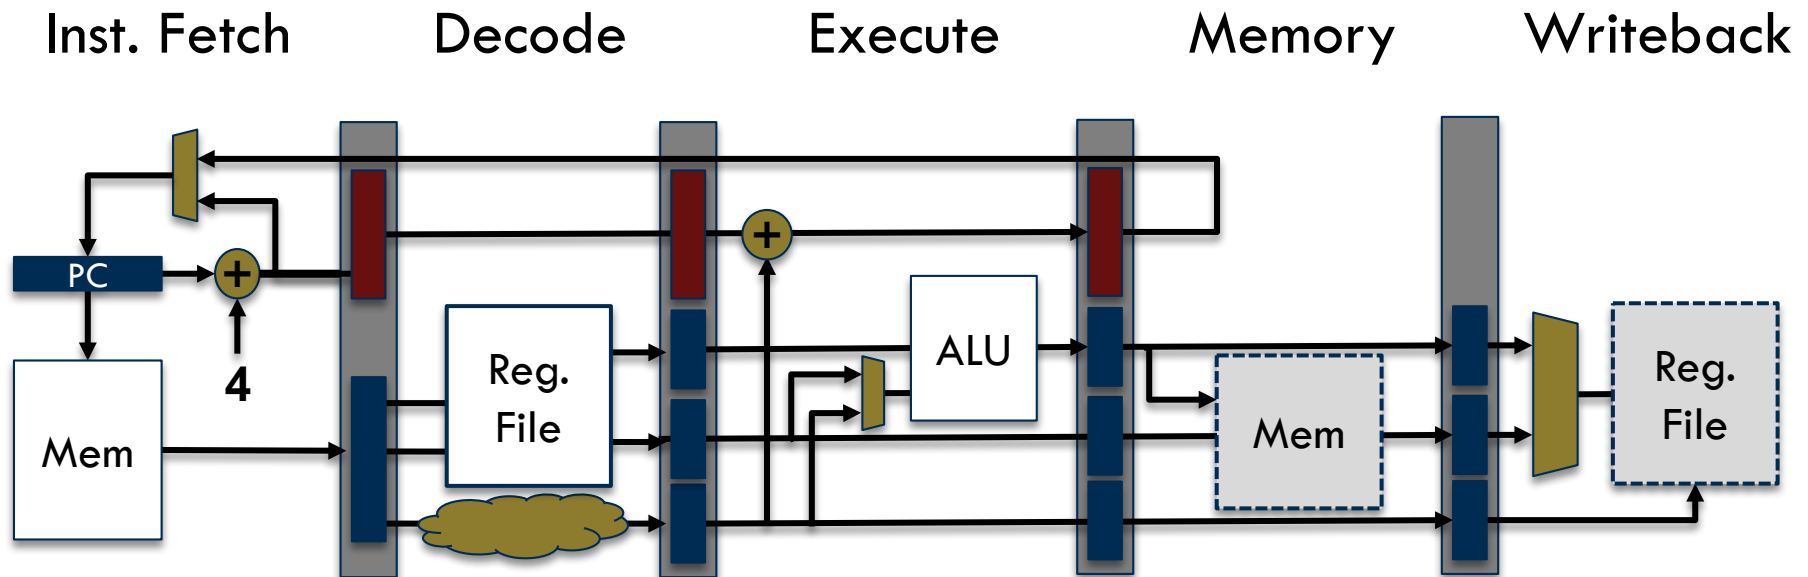 Inst. Fetch
Decode
Execute
Memory
Writeback
PC
+
4
Mem
Reg.
File
+
ALU
Mem
Reg.
File